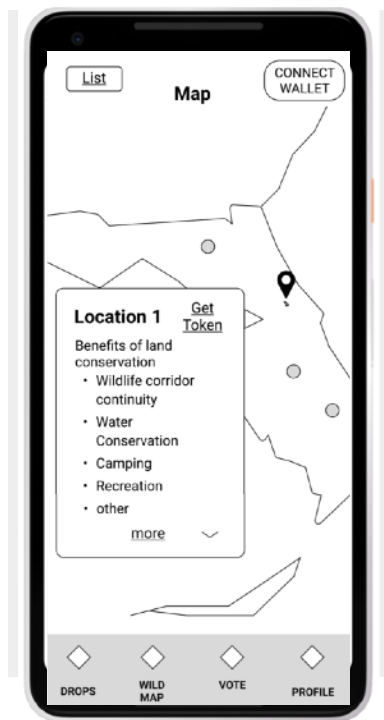 List
CONNECT
WALLET
Map
Location 1
Get
Token
Benefits of land
conservation
• Wildlife corridor
continuity
• Water
Conservation
• Camping
• Recreation
• other
more
DROPS
WILD
MAP
VOTE
PROFILE